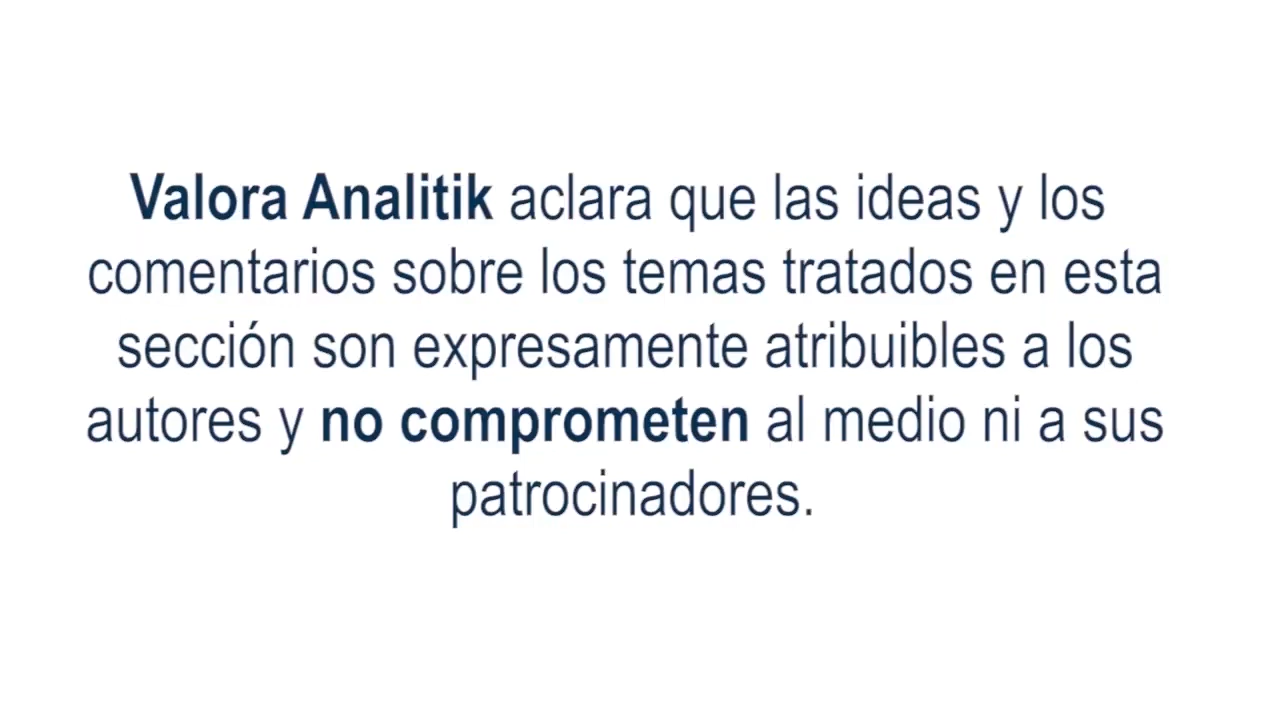 Valora Analitik aclara que las ideas y los
comentarios sobre los temas tratados en esta
sección son expresamente atribuibles a los
autores y no comprometen al medio ni a sus
patrocinadores.